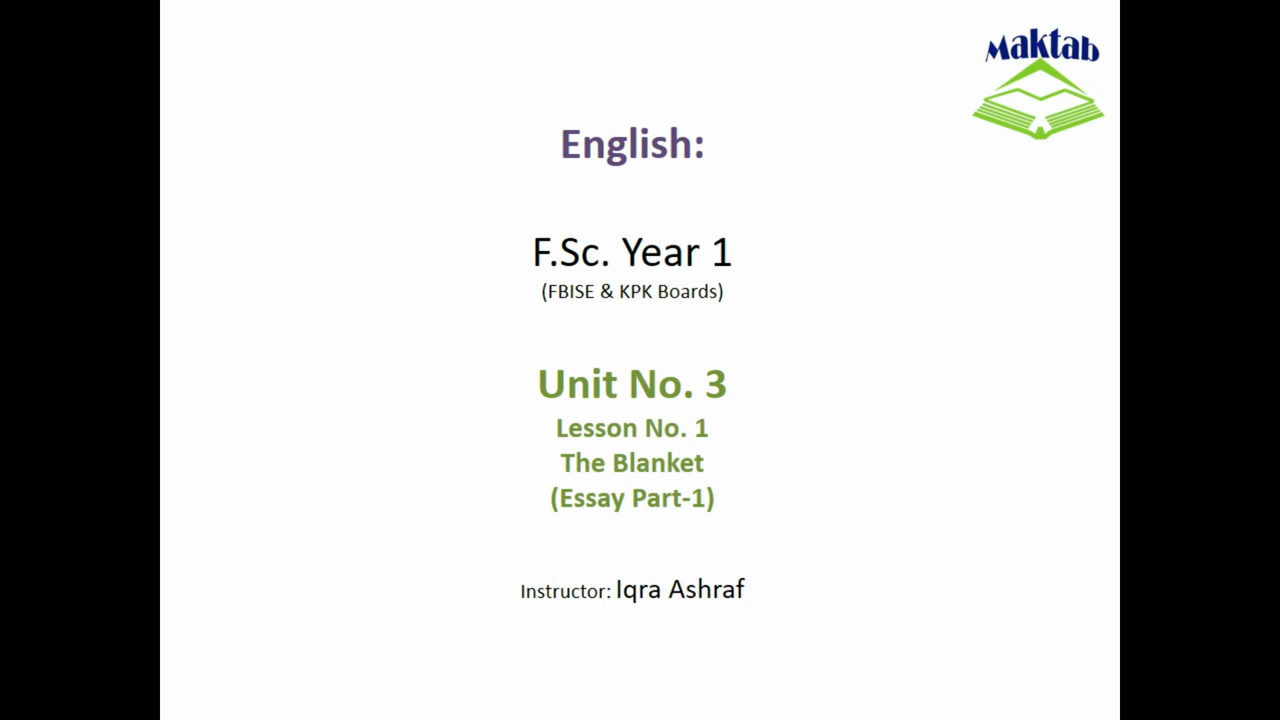 Maktab
English:
F.Sc. Year 1
(FBISE & KPK Boards)
Unit No. 3
Lesson No. 1
The Blanket
(Essay Part-1)
Instructor: Iqra Ashraf